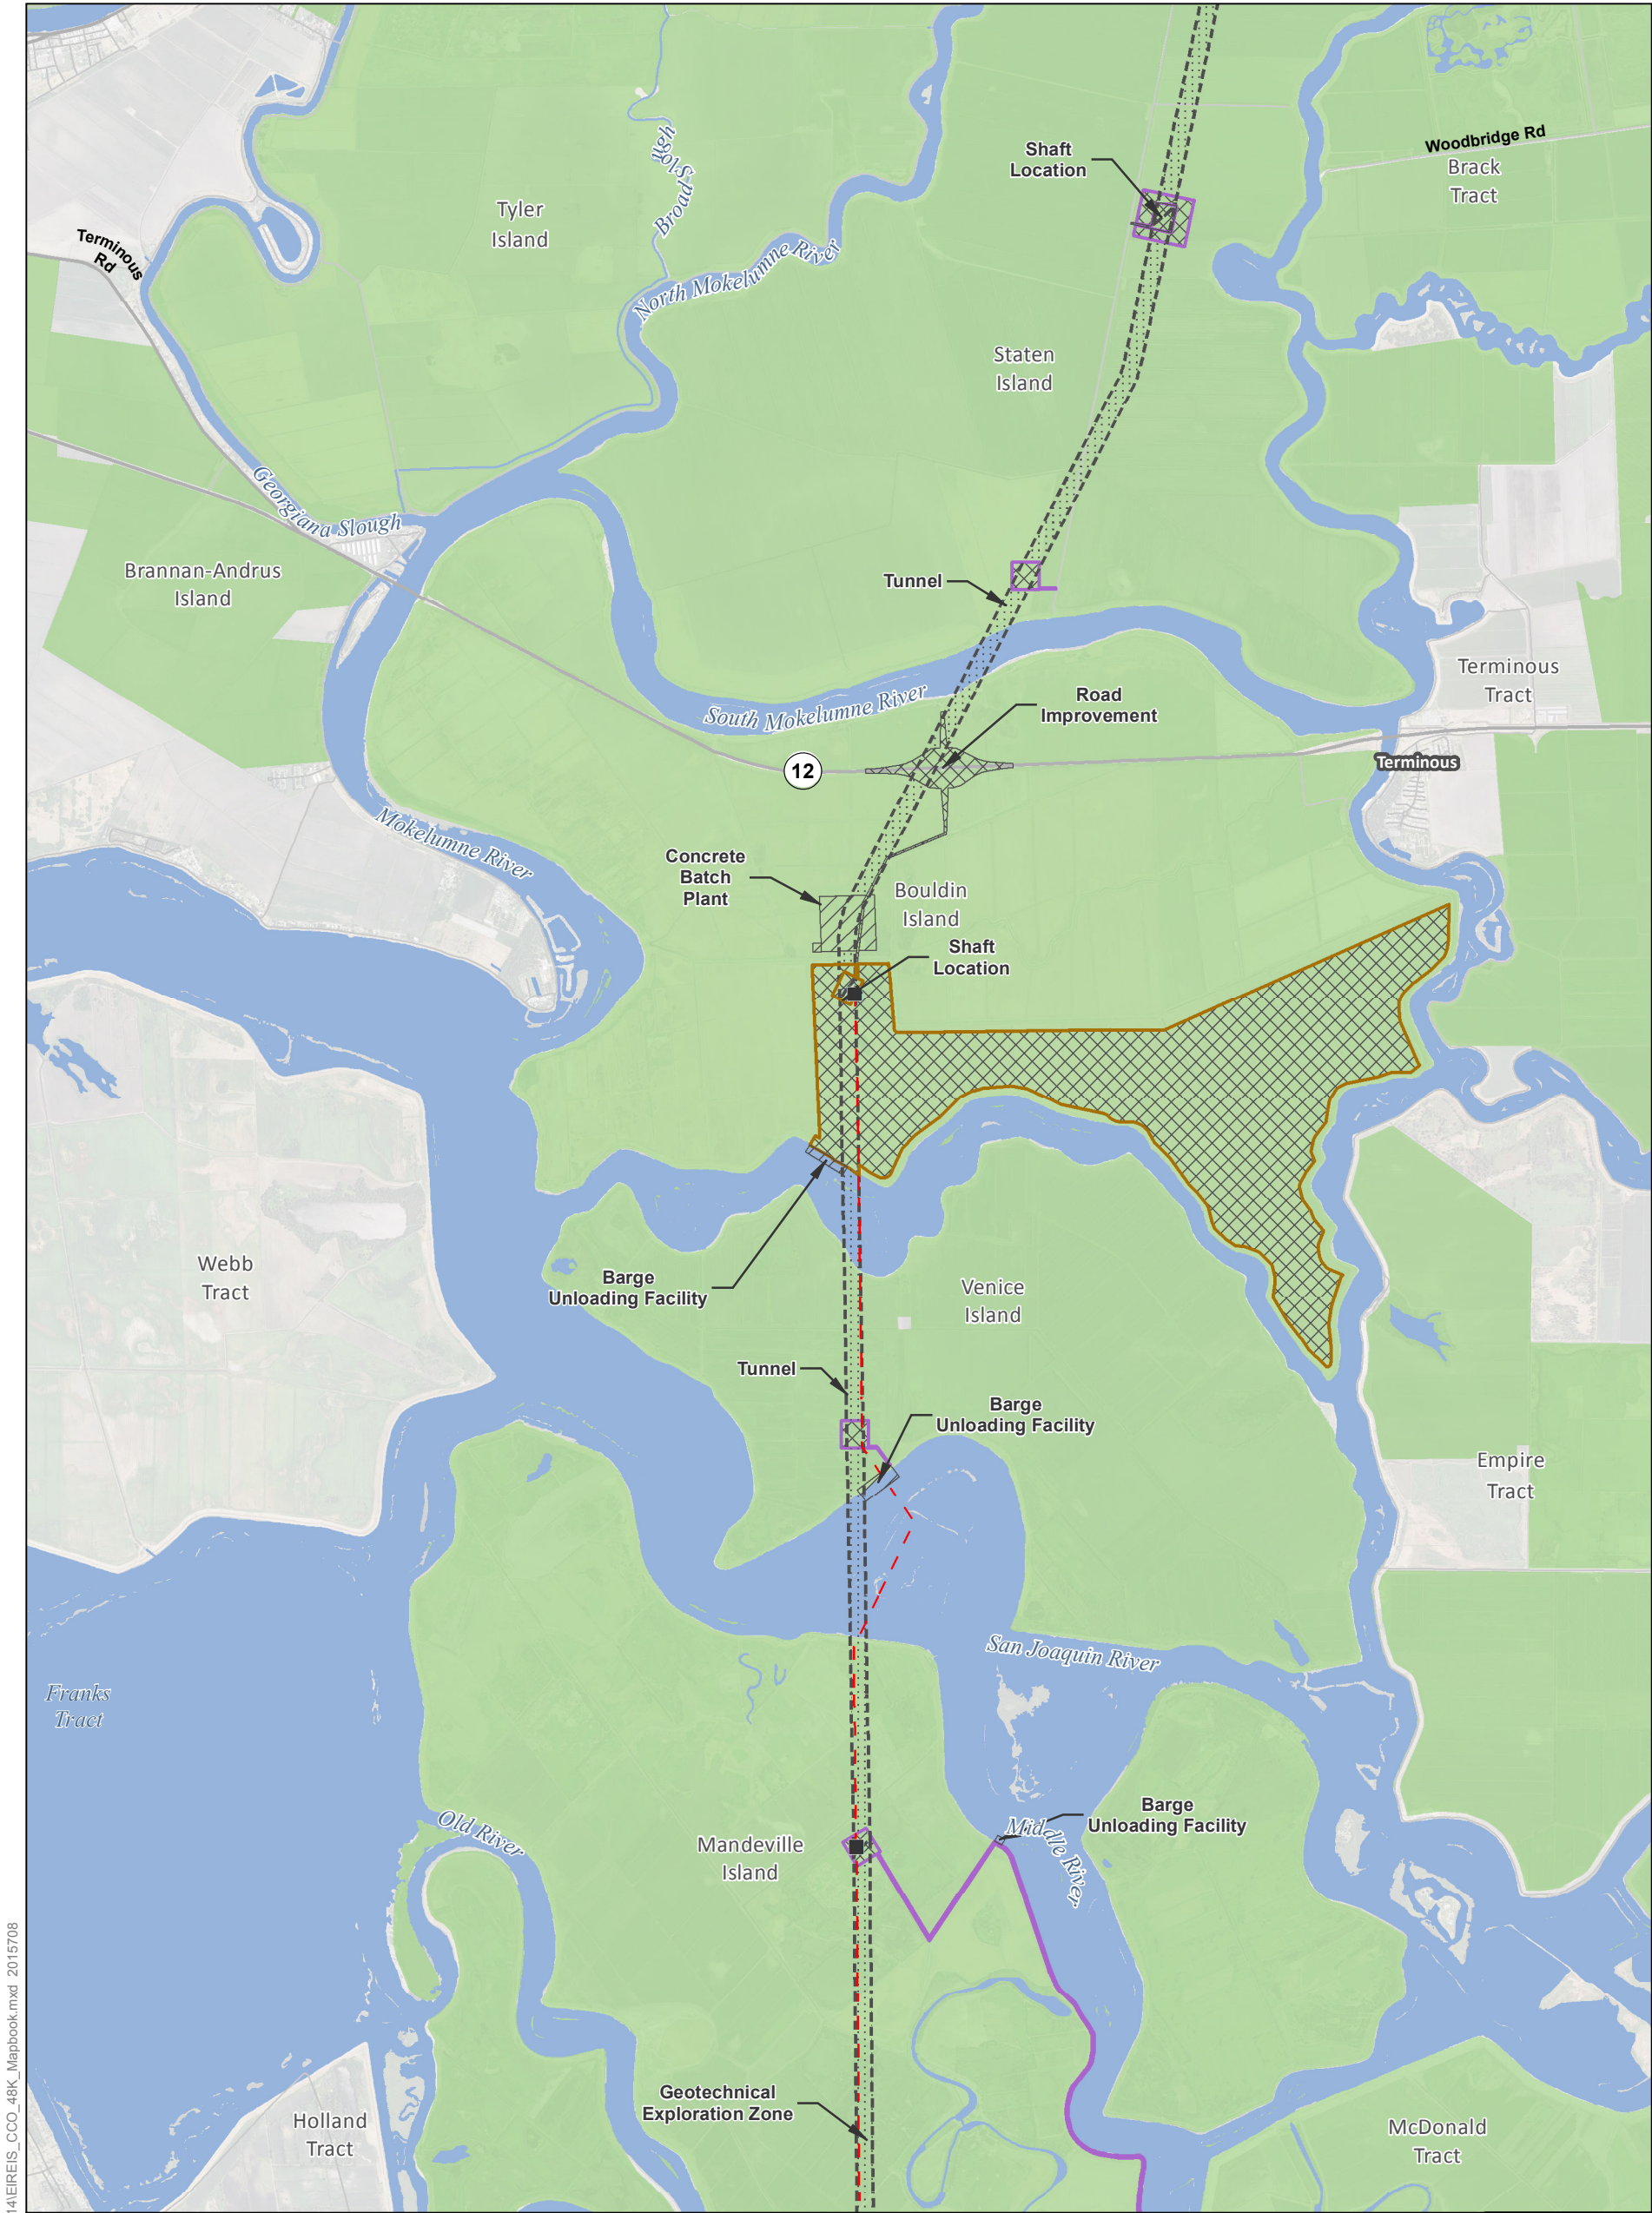 Woodbridge Rd
Brack
Tract
Shaft
Location
Broad Slough
Tyler
Island
Terminous
Rd
North Mokelumne River
Staten
Island
Georgiana Slough
Brannan-Andrus
Island
Tunnel
Terminous
Tract
South Mokelumne River
Road
Improvement
12
Terminous
Mokelumne River
Concrete
Batch
Plant
Bouldin
Island
Shaft
Location
Webb
Tract
Barge
Unloading Facility
Venice
Island
Tunnel
Barge
Unloading Facility
Empire
Tract
San Joaquin River
Franks
Tract
Old River
Mandeville
Island
Barge
Unloading Facility
Middle River
Geotechnical
Exploration Zone
Holland
Tract
McDonald
Tract
14\EIREIS_CCO_48K_Mapbook.mxd 2015708